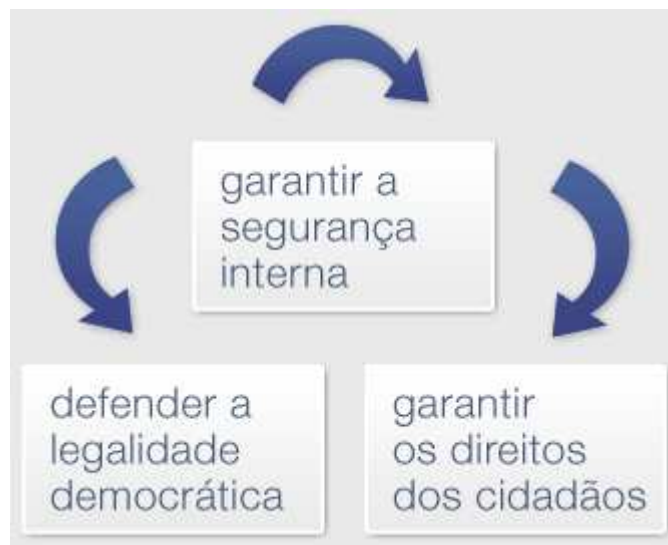 garantir a
segurança
interna
defender a
legalidade
democrática
garantir
os direitos
dos cidadãos